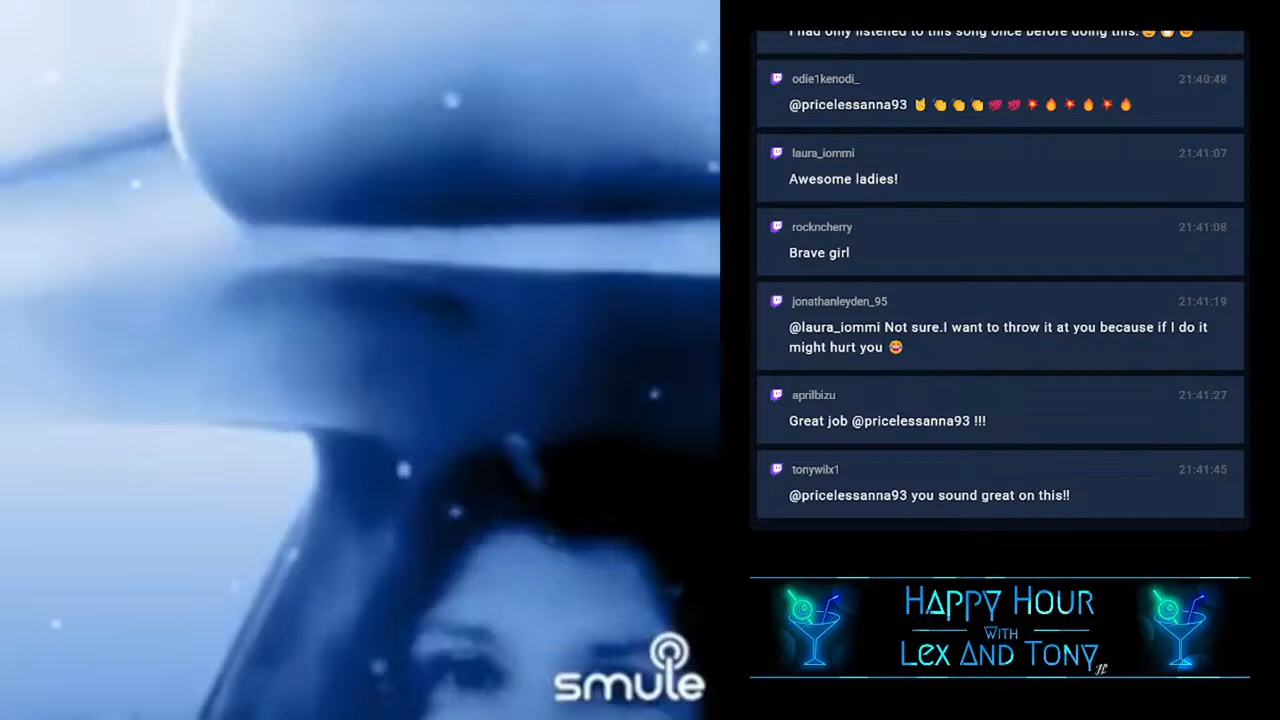 I had only listened to this song once before doing this.
odie1kenodi_ 21:40:48
@pricelessanna93 🤘👏👏👏💯💯💥🔥💥🔥💥🔥
laura_iommi 21:41:07
Awesome ladies!
rockncherry 21:41:08
Brave girl
jonathanleyden_95 21:41:19
@laura_iommi Not sure.I want to throw it at you because if I do it
might hurt you 😂
aprilbizu 21:41:27
Great job @pricelessanna93 !!!
tonywilx1 21:41:45
@pricelessanna93 you sound great on this!!
smule
Happy Hour
with
Lex And Tony